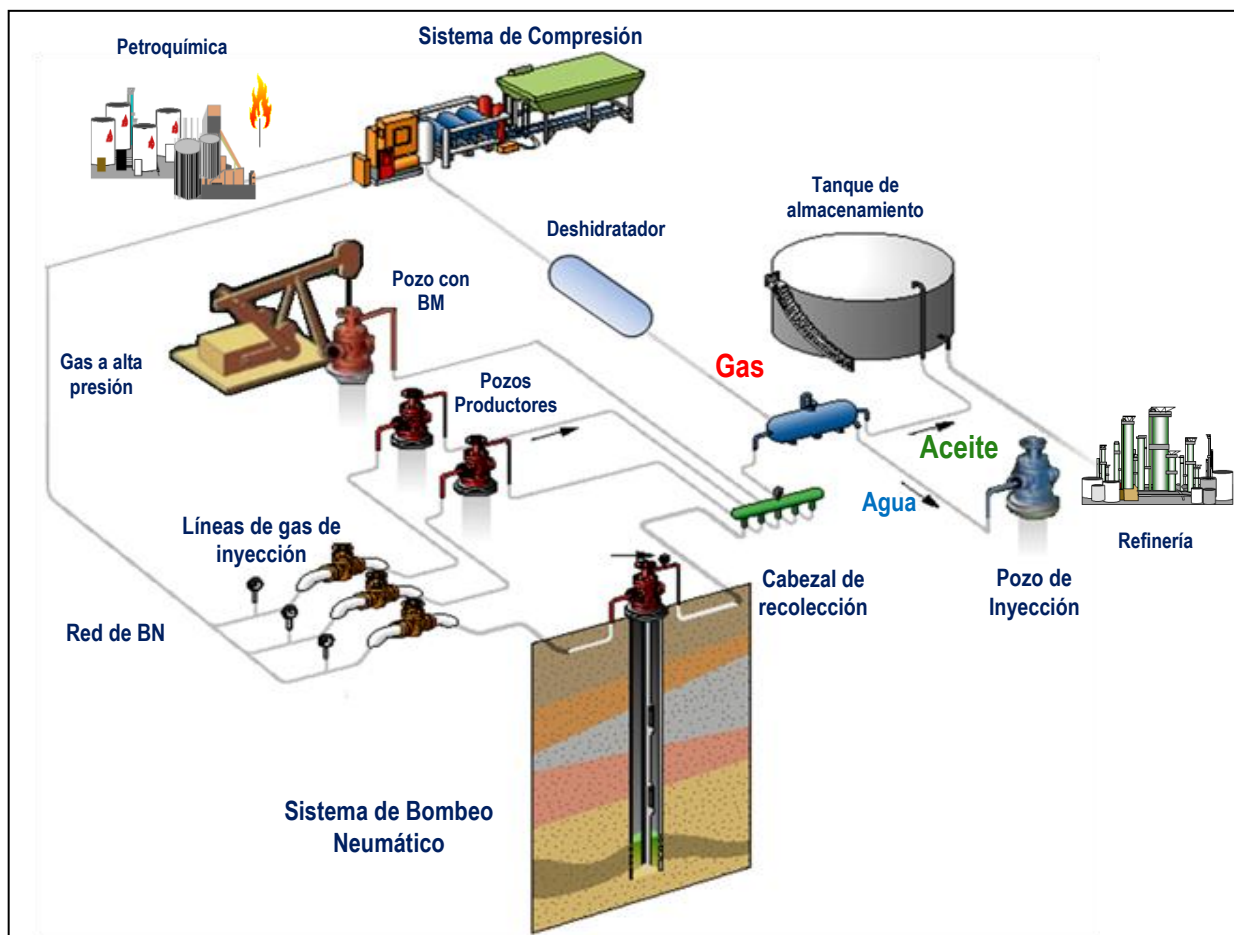 Sistema de Compresión
Petroquímica
Tanque de
almacenamiento
Deshidratador
Pozo con
BM
Gas a alta
presión
Gas
Pozos
Productores
Aceite
Agua
Líneas de gas de
inyección
Refinería
Cabezal de
recolección
Pozo de
Inyección
Red de BN
Sistema de Bombeo
Neumático